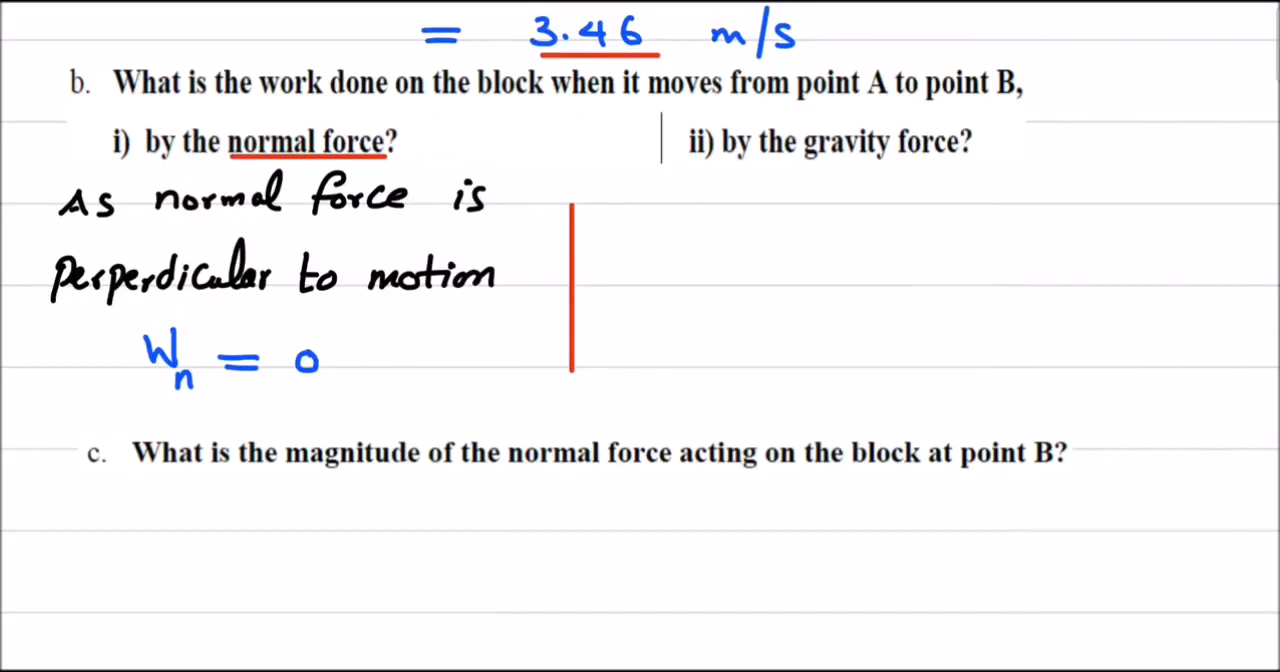 = 3.46 m/s
b. What is the work done on the block when it moves from point A to point B,
i) by the normal force? ii) by the gravity force?
As normal force is
perperdicular to motion
Wn = 0
c. What is the magnitude of the normal force acting on the block at point B?